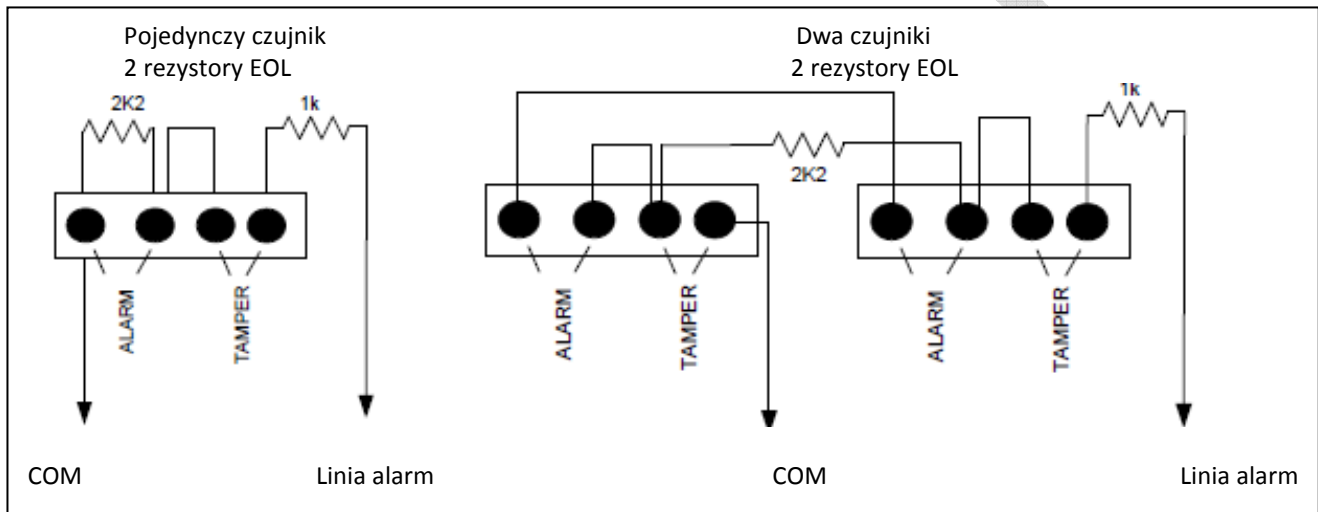 Pojedynczy czujnik
2 rezystory EOL
2K2
1k
ALARM
TAMPER
COM
Linia alarm
Dwa czujniki
2 rezystory EOL
1k
2K2
ALARM
TAMPER
ALARM
TAMPER
COM
Linia alarm